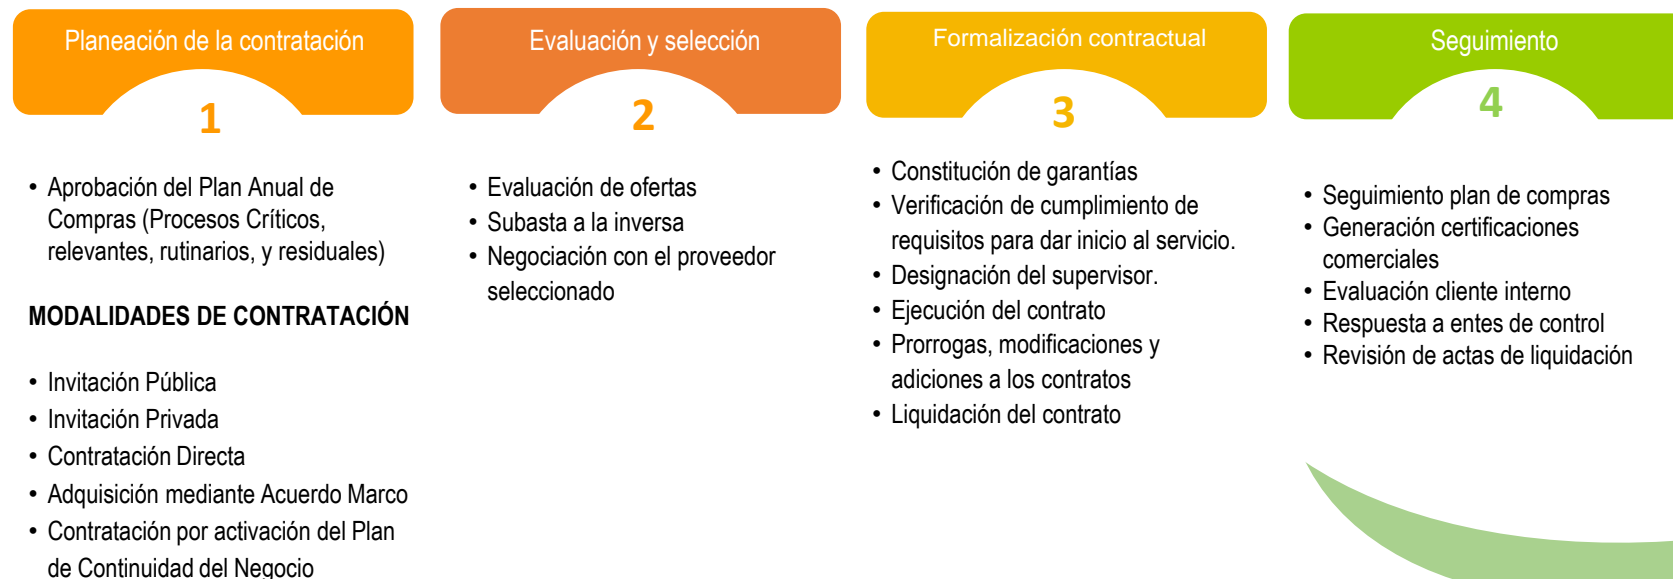 Planeación de la contratación
1
• Aprobación del Plan Anual de
Compras (Procesos Críticos,
relevantes, rutinarios, y residuales)
MODALIDADES DE CONTRATACIÓN
• Invitación Pública
• Invitación Privada
• Contratación Directa
• Adquisición mediante Acuerdo Marco
• Contratación por activación del Plan
de Continuidad del Negocio
Evaluación y selección
2
• Evaluación de ofertas
• Subasta a la inversa
• Negociación con el proveedor
seleccionado
Formalización contractual
3
• Constitución de garantías
• Verificación de cumplimiento de
requisitos para dar inicio al servicio.
• Designación del supervisor.
• Ejecución del contrato
• Prorrogas, modificaciones y
adiciones a los contratos
• Liquidación del contrato
Seguimiento
4
• Seguimiento plan de compras
• Generación certificaciones
comerciales
• Evaluación cliente interno
• Respuesta a entes de control
• Revisión de actas de liquidación